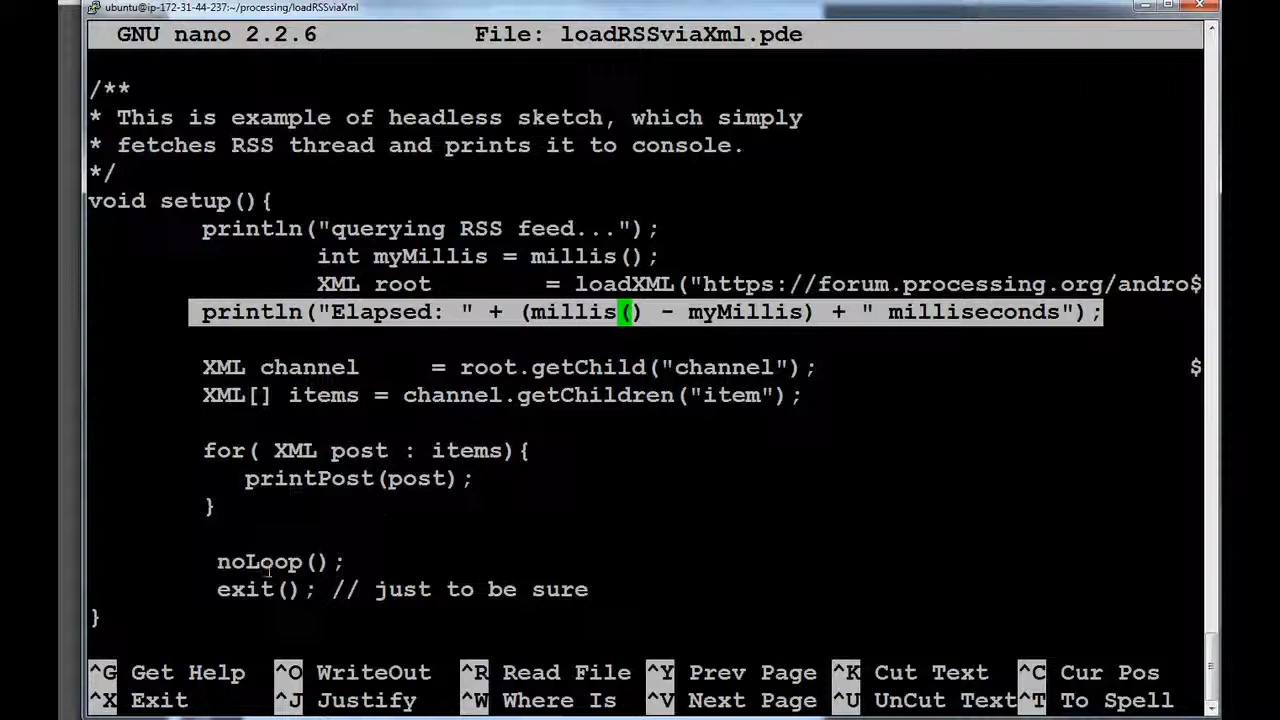 ubuntu@ip-172-31-44-237:~/processing/loadRSSviaXml
GNU nano 2.2.6 File: loadRSSviaXml.pde
/**
* This is example of headless sketch, which simply
* fetches RSS thread and prints it to console.
*/
void setup(){
println("querying RSS feed...");
int myMillis = millis();
XML root = loadXML("https://forum.processing.org/andro$
println("Elapsed: " + (millis() - myMillis) + " milliseconds");
XML channel = root.getChild("channel"); $
XML[] items = channel.getChildren("item");
for( XML post : items){
printPost(post);
}
noLoop();
exit(); // just to be sure
}
^G Get Help ^O WriteOut ^R Read File ^Y Prev Page ^K Cut Text ^C Cur Pos
^X Exit ^J Justify ^W Where Is ^V Next Page ^U UnCut Text ^T To Spell